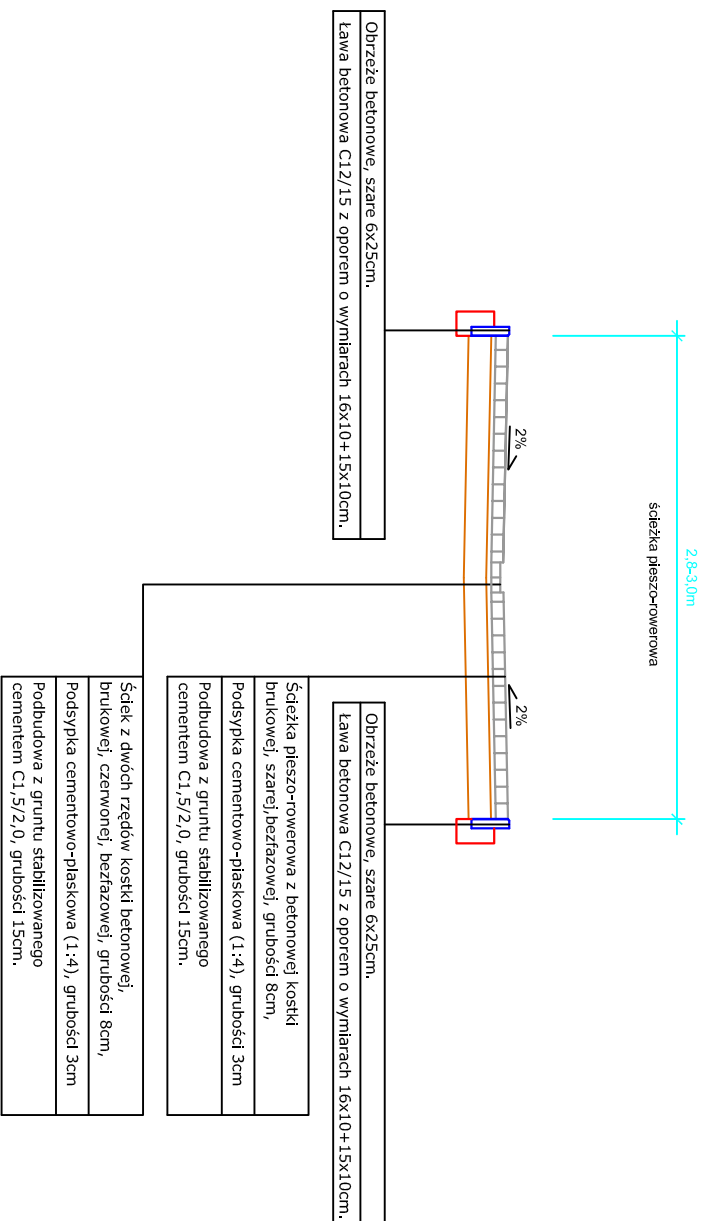 2,8-3,0m
ścieżka pieszo-rowerowa
2%
2%
Obrzeże betonowe, szare 6x25cm.
Ława betonowa C12/15 z oporem o wymiarach 16x10+15x10cm.
Obrzeże betonowe, szare 6x25cm.
Ława betonowa C12/15 z oporem o wymiarach 16x10+15x10cm.
Ścieżka pieszo-rowerowa z betonowej kostki
brukowej, szarej,bezfazowej, grubości 8cm,
Podsypka cementowo-piaskowa (1:4), grubości 3cm
Podbudowa z gruntu stabilizowanego
cementem C1,5/2,0, grubości 15cm.
Ściek z dwóch rzędów kostki betonowej,
brukowej, czerwonej, bezfazowej, grubości 8cm,
Podsypka cementowo-piaskowa (1:4), grubości 3cm
Podbudowa z gruntu stabilizowanego
cementem C1,5/2,0, grubości 15cm.